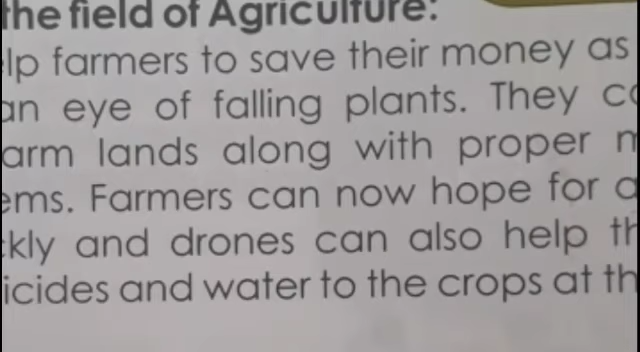 the field of Agriculture:
lp farmers to save their money as
an eye of falling plants. They c
arm lands along with proper
ems. Farmers can now hope for
kly and drones can also help th
icides and water to the crops at th